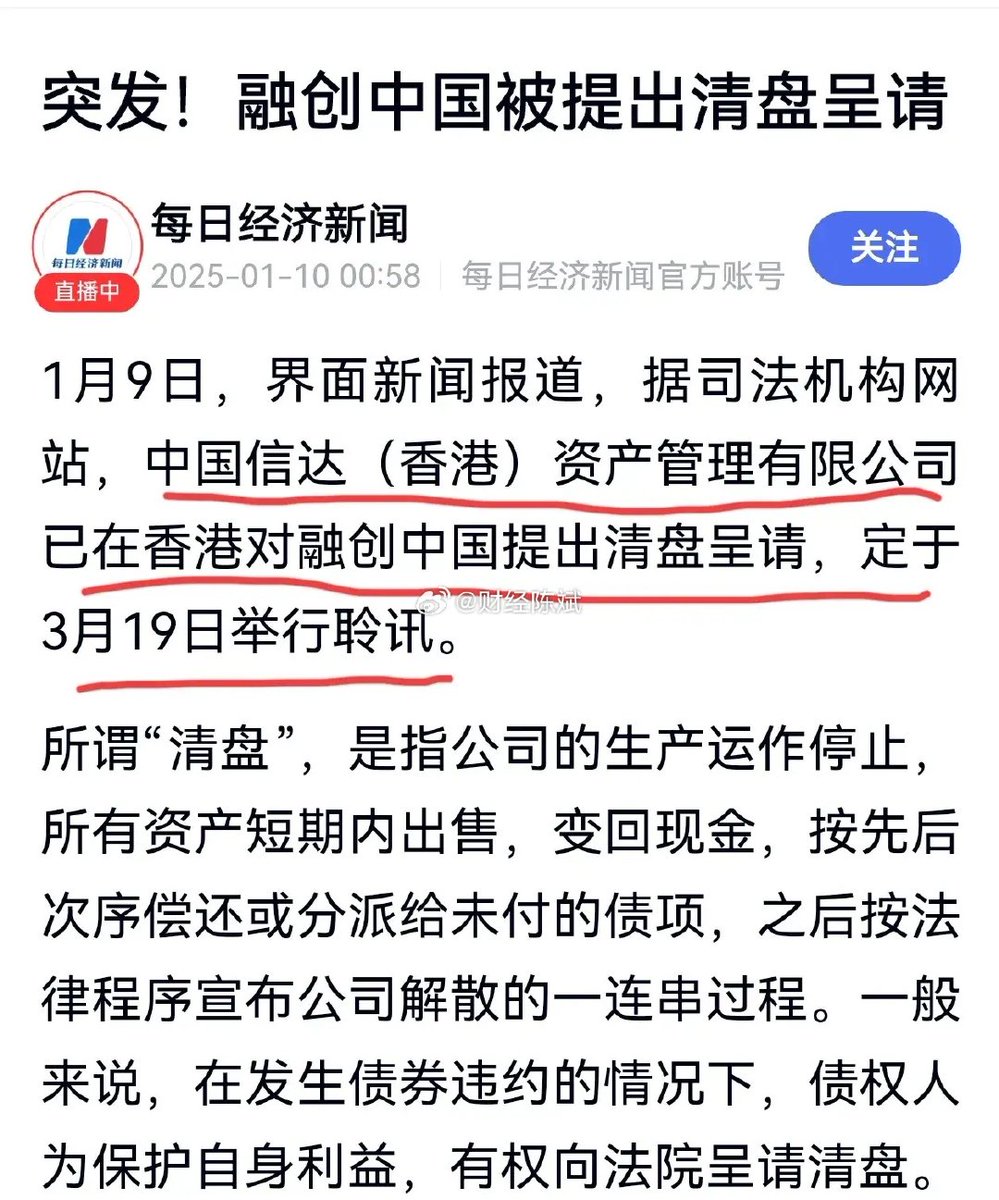 突发！融创中国被提出清盘呈请
每日经济新闻
每日经济新闻
直播中
2025-01-10 00:58
每日经济新闻官方账号
关注
1月9日，界面新闻报道，据司法机构网
站，中国信达（香港）资产管理有限公司
已在香港对融创中国提出清盘呈请，定于
@财经陈斌
3月19日举行聆讯。
所谓“清盘”，是指公司的生产运作停止，
所有资产短期内出售，变回现金，按先后
次序偿还或分派给未付的债项，之后按法
律程序宣布公司解散的一连串过程。一般
来说，在发生债券违约的情况下，债权人
为保护自身利益，有权向法院呈请清盘。